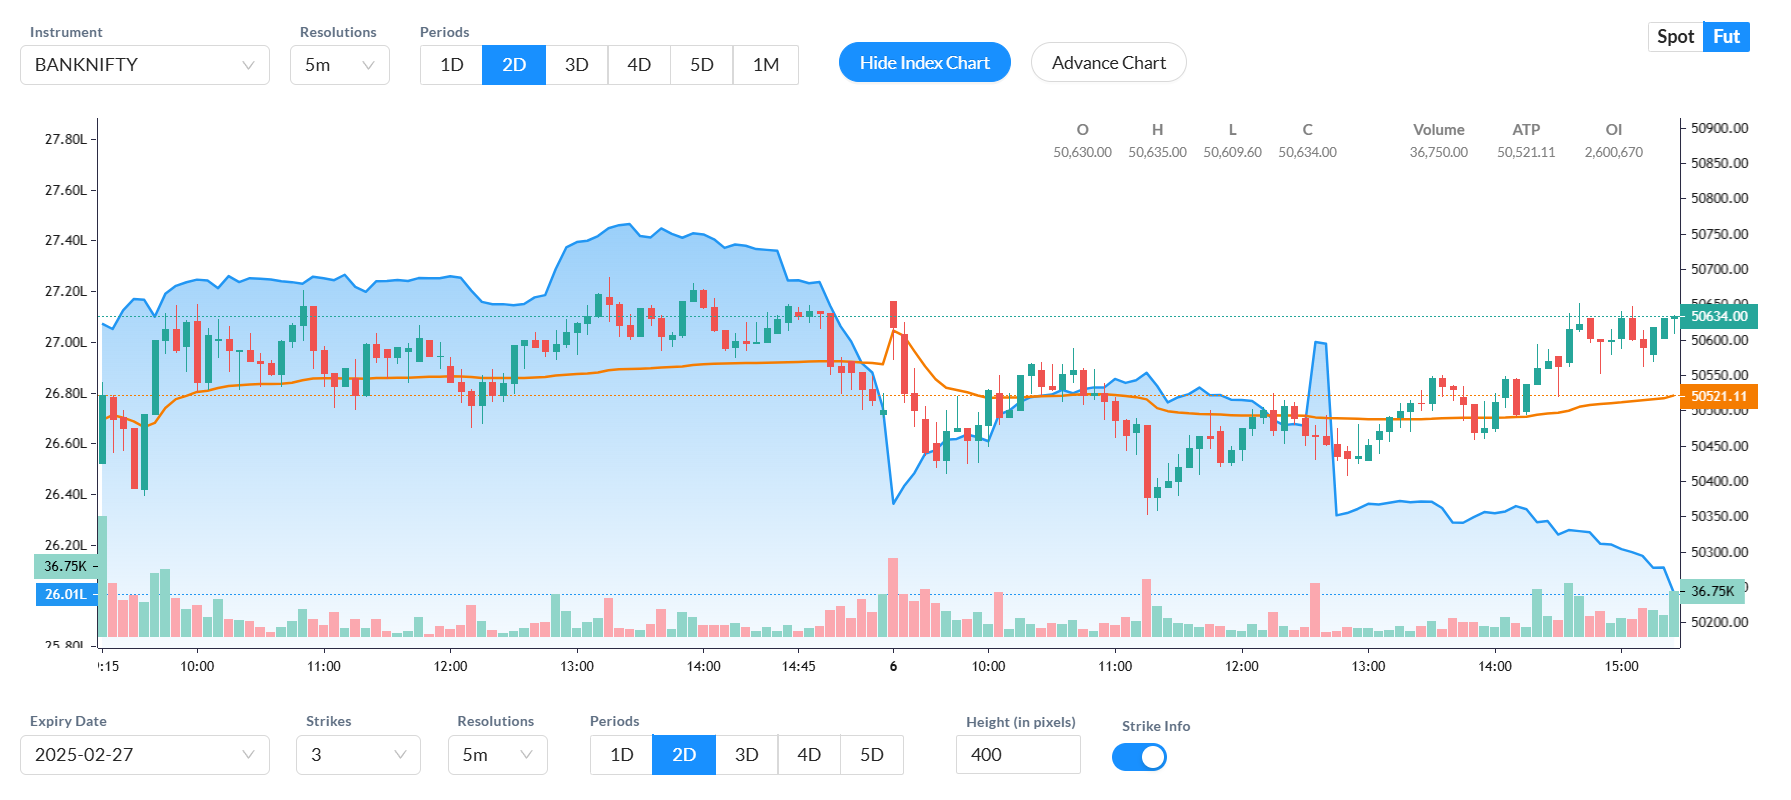 Instrument Resolutions Periods
BANKNIFTY 5m 1D 2D 3D 4D 5D 1M Hide Index Chart Advance Chart Spot Fut
O H L C Volume ATP OI
50,630.00 50,635.00 50,609.60 50,634.00 36,750.00 50,521.11 2,600,670
27.80L
27.60L
27.40L
27.20L
27.00L
26.80L
26.60L
26.40L
26.20L
36.75K
26.01L
25.80L
50900.00
50850.00
50800.00
50750.00
50700.00
50650.00
50634.00
50600.00
50550.00
50521.11
50500.00
50450.00
50400.00
50350.00
50300.00
36.75K
50200.00
:15 10:00 11:00 12:00 13:00 14:00 14:45 6 10:00 11:00 12:00 13:00 14:00 15:00
Expiry Date Strikes Resolutions Periods Height (in pixels) Strike Info
2025-02-27 3 5m 1D 2D 3D 4D 5D 400